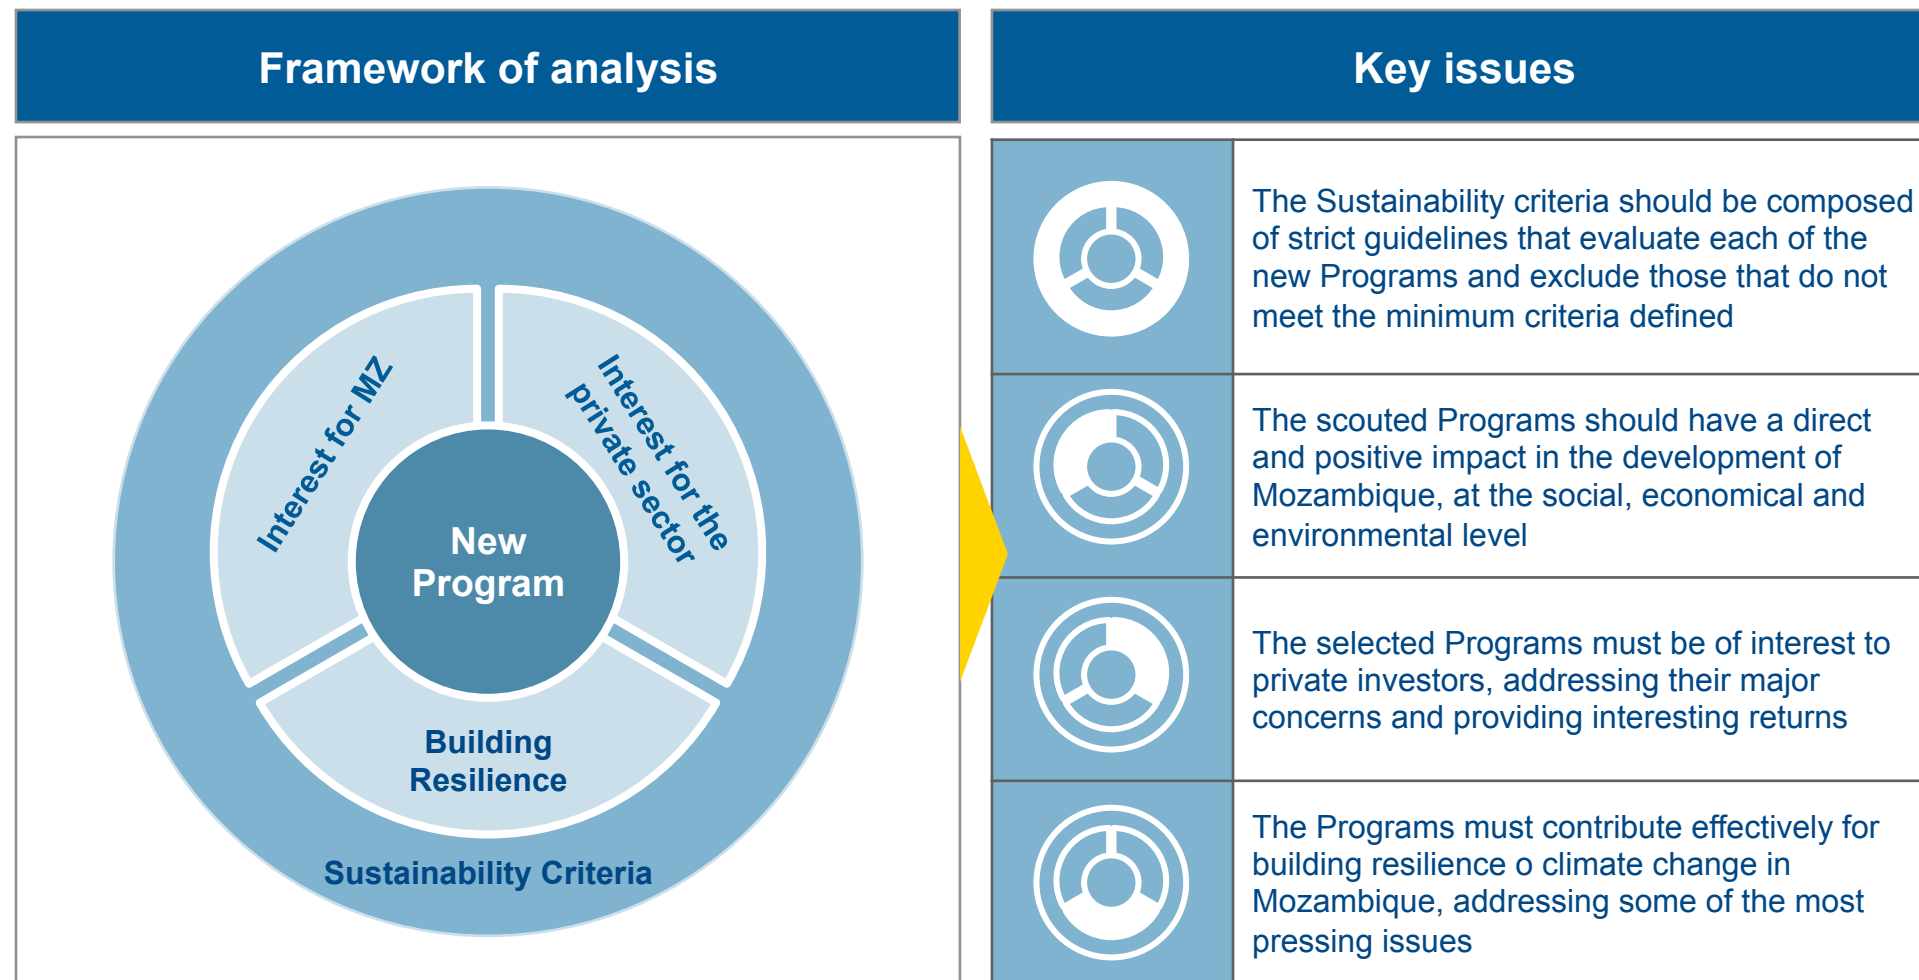 Framework of analysis
Interest for MZ
Interest for the
private sector
New
Program
Building
Resilience
Sustainability Criteria
Key issues
The Sustainability criteria should be composed
of strict guidelines that evaluate each of the
new Programs and exclude those that do not
meet the minimum criteria defined
The scouted Programs should have a direct
and positive impact in the development of
Mozambique, at the social, economical and
environmental level
The selected Programs must be of interest to
private investors, addressing their major
concerns and providing interesting returns
The Programs must contribute effectively for
building resilience o climate change in
Mozambique, addressing some of the most
pressing issues